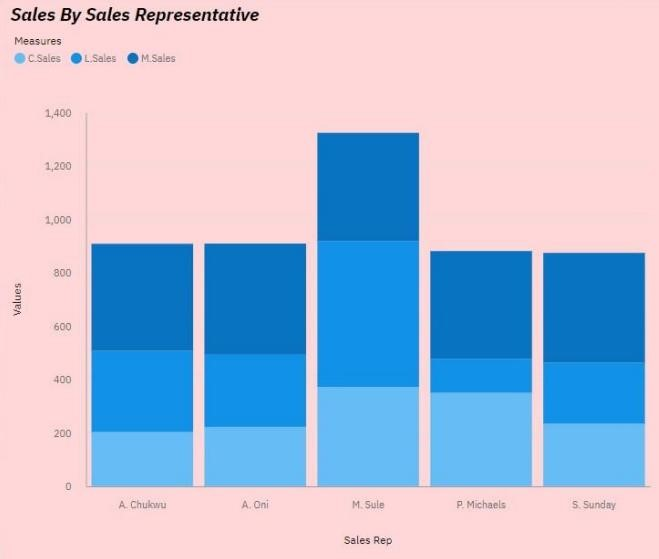 Sales By Sales Representative
Measures
C.Sales L.Sales M.Sales
1,400
1,200
1,000
800
600
400
200
0
Values
A. Chukwu A. Oni M. Sule P. Michaels S. Sunday
Sales Rep